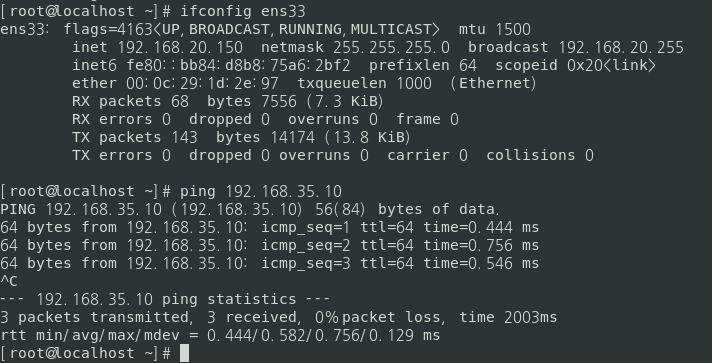 [root@localhost ~]# ifconfig ens33
ens33: flags=4163<UP,BROADCAST,RUNNING,MULTICAST>  mtu 1500
        inet 192.168.20.150  netmask 255.255.255.0  broadcast 192.168.20.255
        inet6 fe80::bb84:d8b8:75a6:2bf2  prefixlen 64  scopeid 0x20<link>
        ether 00:0c:29:1d:2e:97  txqueuelen 1000  (Ethernet)
        RX packets 68  bytes 7556 (7.3 KiB)
        RX errors 0  dropped 0  overruns 0  frame 0
        TX packets 143  bytes 14174 (13.8 KiB)
        TX errors 0  dropped 0 overruns 0  carrier 0  collisions 0

[root@localhost ~]# ping 192.168.35.10
PING 192.168.35.10 (192.168.35.10) 56(84) bytes of data.
64 bytes from 192.168.35.10: icmp_seq=1 ttl=64 time=0.444 ms
64 bytes from 192.168.35.10: icmp_seq=2 ttl=64 time=0.756 ms
64 bytes from 192.168.35.10: icmp_seq=3 ttl=64 time=0.546 ms
^C
--- 192.168.35.10 ping statistics ---
3 packets transmitted, 3 received, 0% packet loss, time 2003ms
rtt min/avg/max/mdev = 0.444/0.582/0.756/0.129 ms
[root@localhost ~]#